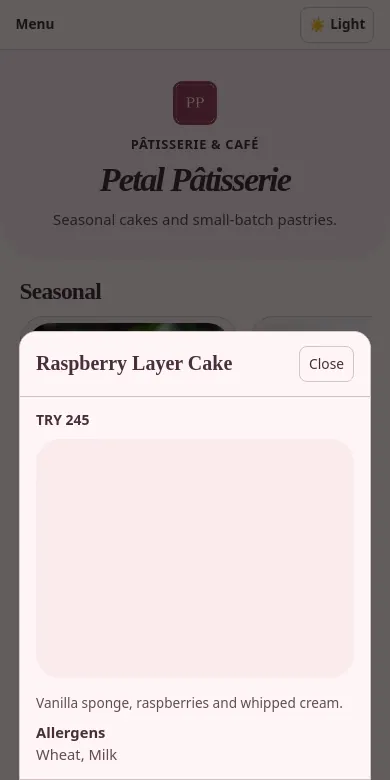 Menu
☀️ Light
PP
PÂTISSERIE & CAFÉ
Petal Pâtisserie
Seasonal cakes and small-batch pastries.
Seasonal
Raspberry Layer Cake
Close
TRY 245
Vanilla sponge, raspberries and whipped cream.
Allergens
Wheat, Milk